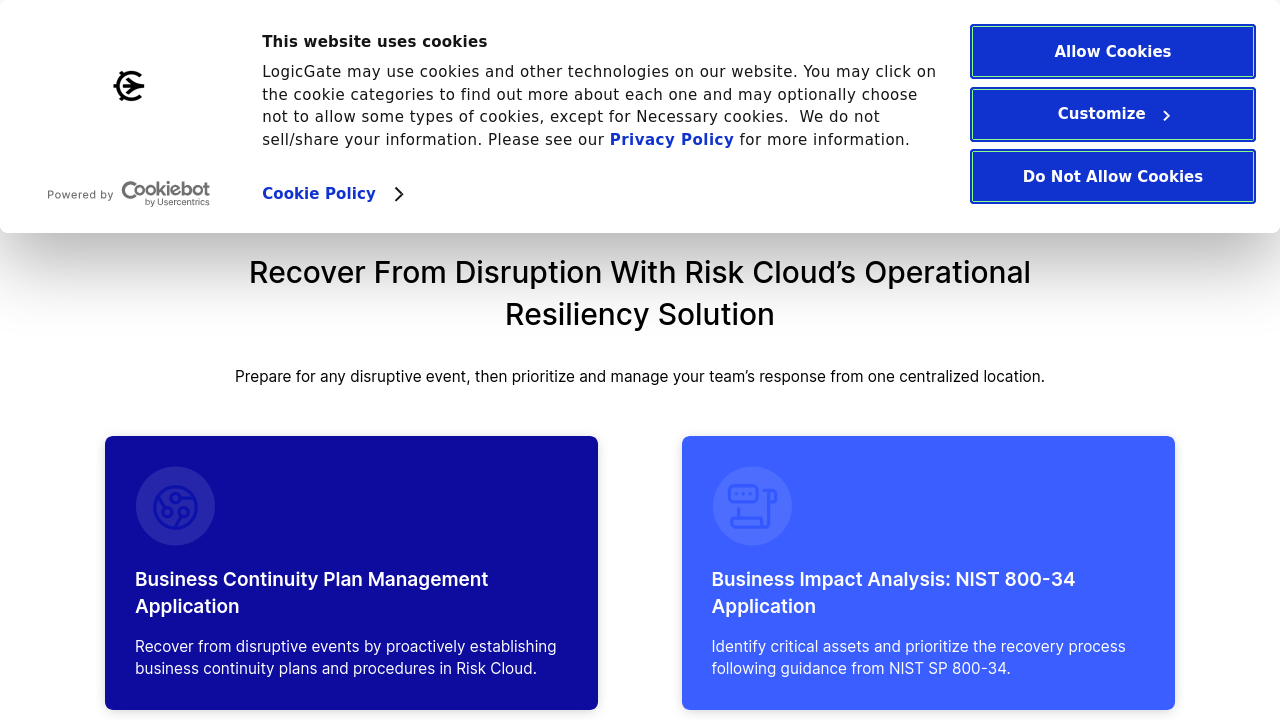 This website uses cookies
LogicGate may use cookies and other technologies on our website. You may click on
the cookie categories to find out more about each one and may optionally choose
not to allow some types of cookies, except for Necessary cookies.  We do not
sell/share your information. Please see our Privacy Policy for more information.
Cookie Policy
Powered by Cookiebot
by Usercentrics
Allow Cookies
Customize
Do Not Allow Cookies
Recover From Disruption With Risk Cloud’s Operational
Resiliency Solution
Prepare for any disruptive event, then prioritize and manage your team’s response from one centralized location.
Business Continuity Plan Management
Application
Recover from disruptive events by proactively establishing
business continuity plans and procedures in Risk Cloud.
Business Impact Analysis: NIST 800-34
Application
Identify critical assets and prioritize the recovery process
following guidance from NIST SP 800-34.